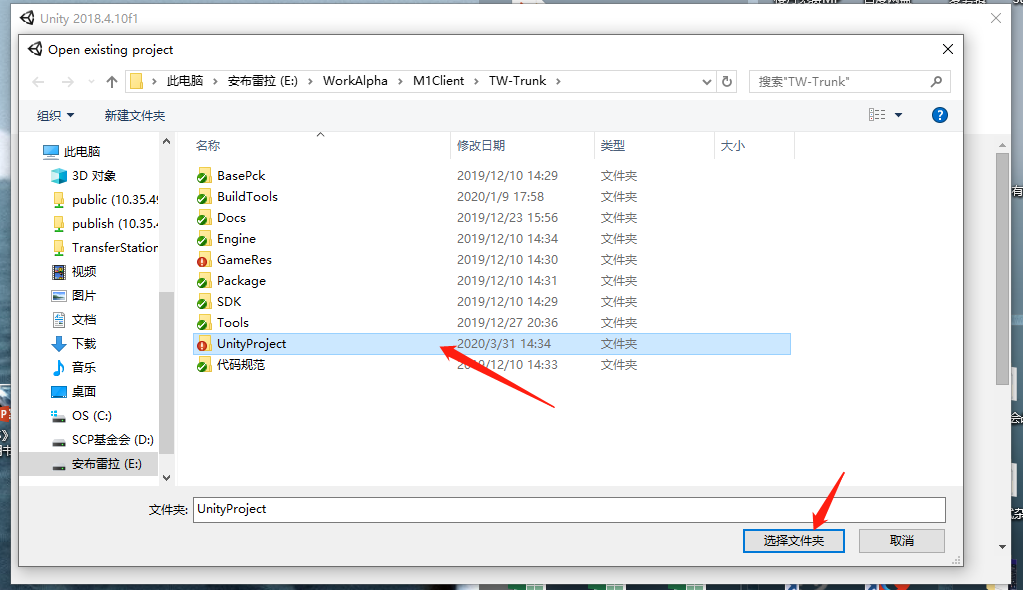 Unity 2018.4.10f1
Open existing project
此电脑 › 安布雷拉 (E:) › WorkAlpha › M1Client › TW-Trunk ›
搜索"TW-Trunk"
组织 新建文件夹
名称 修改日期 类型 大小
此电脑
3D 对象
public (10.35.49
publish (10.35.4
TransferStation
视频
图片
文档
下载
音乐
桌面
OS (C:)
SCP基金会 (D:)
安布雷拉 (E:)
BasePck 2019/12/10 14:29 文件夹
BuildTools 2020/1/9 17:58 文件夹
Docs 2019/12/23 15:56 文件夹
Engine 2019/12/10 14:34 文件夹
GameRes 2019/12/10 14:30 文件夹
Package 2019/12/10 14:31 文件夹
SDK 2019/12/10 14:29 文件夹
Tools 2019/12/27 20:36 文件夹
UnityProject 2020/3/31 14:34 文件夹
代码规范 2019/12/10 14:33 文件夹
文件夹: UnityProject
选择文件夹 取消